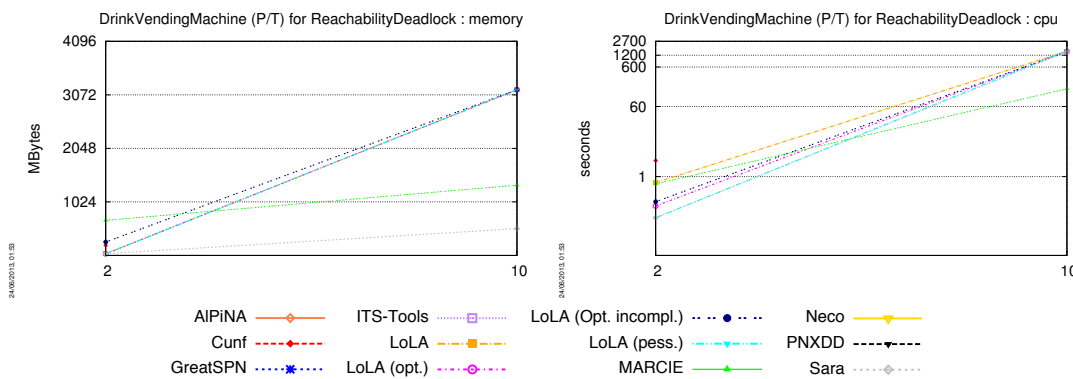 DrinkVendingMachine (P/T) for ReachabilityDeadlock : memory
4096
3072
2048
1024
MBytes
2
10
24/06/2013, 01:53
DrinkVendingMachine (P/T) for ReachabilityDeadlock : cpu
2700
1200
600
60
1
seconds
2
10
24/06/2013, 01:53
AlPiNA
Cunf
GreatSPN
ITS-Tools
LoLA
LoLA (opt.)
LoLA (Opt. incompl.)
LoLA (pess.)
MARCIE
Neco
PNXDD
Sara